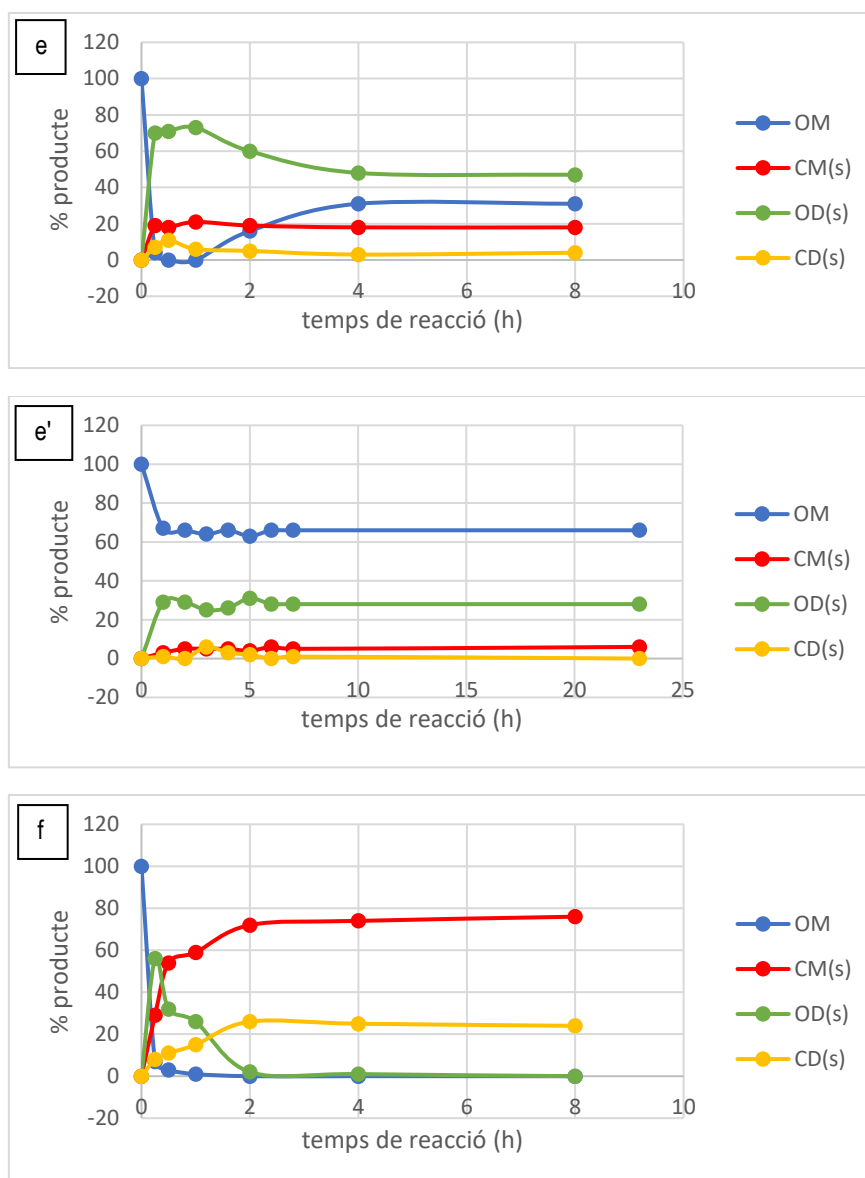 e
120
100
80
60
40
20
0
-20
% producte
0 2 4 6 8 10
temps de reacció (h)
OM
CM(s)
OD(s)
CD(s)
e'
120
100
80
60
40
20
0
-20
% producte
0 5 10 15 20 25
temps de reacció (h)
OM
CM(s)
OD(s)
CD(s)
f
120
100
80
60
40
20
0
-20
% producte
0 2 4 6 8 10
temps de reacció (h)
OM
CM(s)
OD(s)
CD(s)